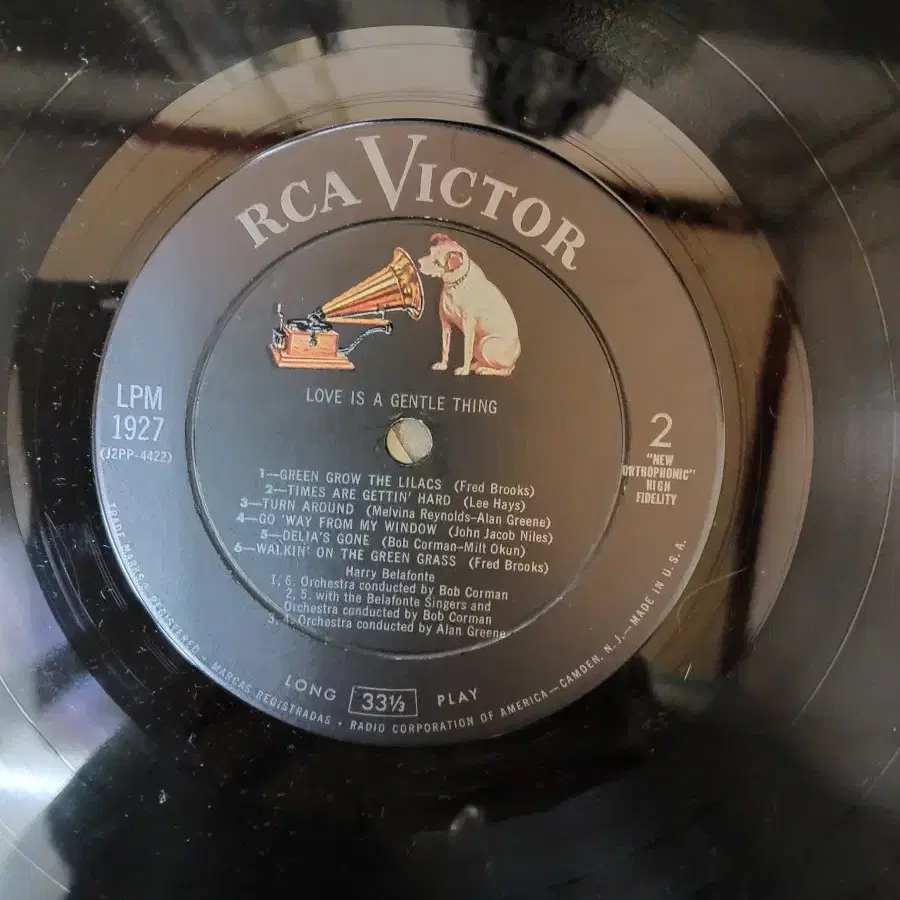 RCA VICTOR
LOVE IS A GENTLE THING
LPM
1927
(J2PP-4422)
2
"NEW
ORTHOPHONIC"
HIGH
FIDELITY
1—GREEN GROW THE LILACS (Fred Brooks)
2—TIMES ARE GETTIN' HARD (Lee Hays)
3—TURN AROUND (Melvina Reynolds-Alan Greene)
4—GO 'WAY FROM MY WINDOW (John Jacob Niles)
5—DELIA'S GONE (Bob Corman-Milt Okun)
6—WALKIN' ON THE GREEN GRASS (Fred Brooks)
Harry Belafonte
1, 6. Orchestra conducted by Bob Corman
2, 5. with the Belafonte Singers and
Orchestra conducted by Bob Corman
3, 4. Orchestra conducted by Alan Greene
LONG 33⅓ PLAY
TRADE MARKS ® REGISTERED • MARCAS REGISTRADAS • RADIO CORPORATION OF AMERICA—CAMDEN, N. J.—MADE IN U. S. A.